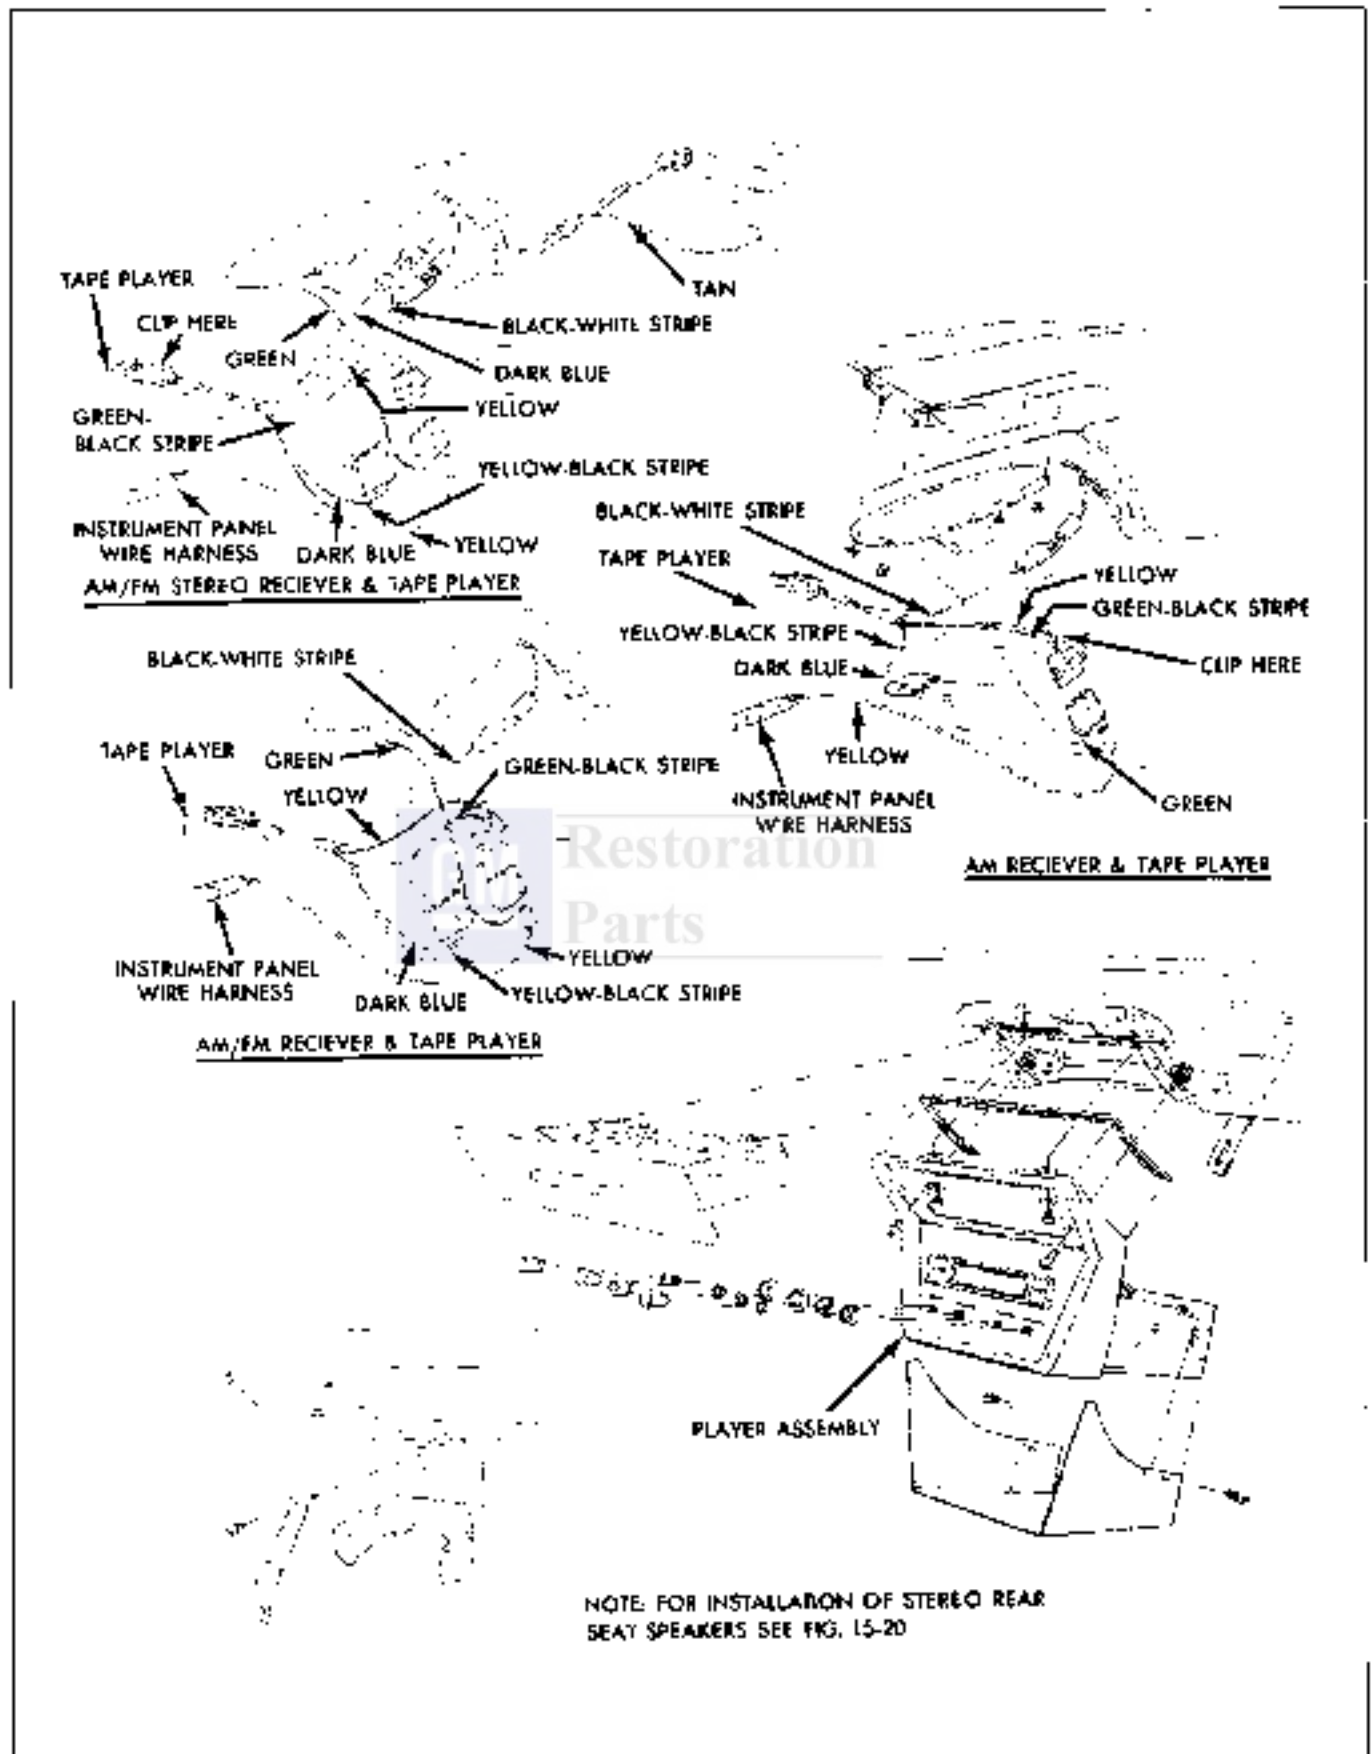 TAN
TAPE PLAYER
CLIP HERE
BLACK-WHITE STRIPE
GREEN
DARK BLUE
YELLOW
GREEN-
BLACK STRIPE
YELLOW-BLACK STRIPE
INSTRUMENT PANEL
WIRE HARNESS
DARK BLUE
YELLOW
AM/FM STEREO RECIEVER & TAPE PLAYER
BLACK-WHITE STRIPE
TAPE PLAYER
YELLOW
GREEN-BLACK STRIPE
YELLOW-BLACK STRIPE
CLIP HERE
DARK BLUE
YELLOW
INSTRUMENT PANEL
WIRE HARNESS
GREEN
AM RECIEVER & TAPE PLAYER
BLACK-WHITE STRIPE
TAPE PLAYER
GREEN
GREEN-BLACK STRIPE
YELLOW
GM
Restoration
Parts
YELLOW
INSTRUMENT PANEL
WIRE HARNESS
DARK BLUE
YELLOW-BLACK STRIPE
AM/FM RECIEVER & TAPE PLAYER
PLAYER ASSEMBLY
NOTE: FOR INSTALLATION OF STEREO REAR
SEAT SPEAKERS SEE FIG. 15-20